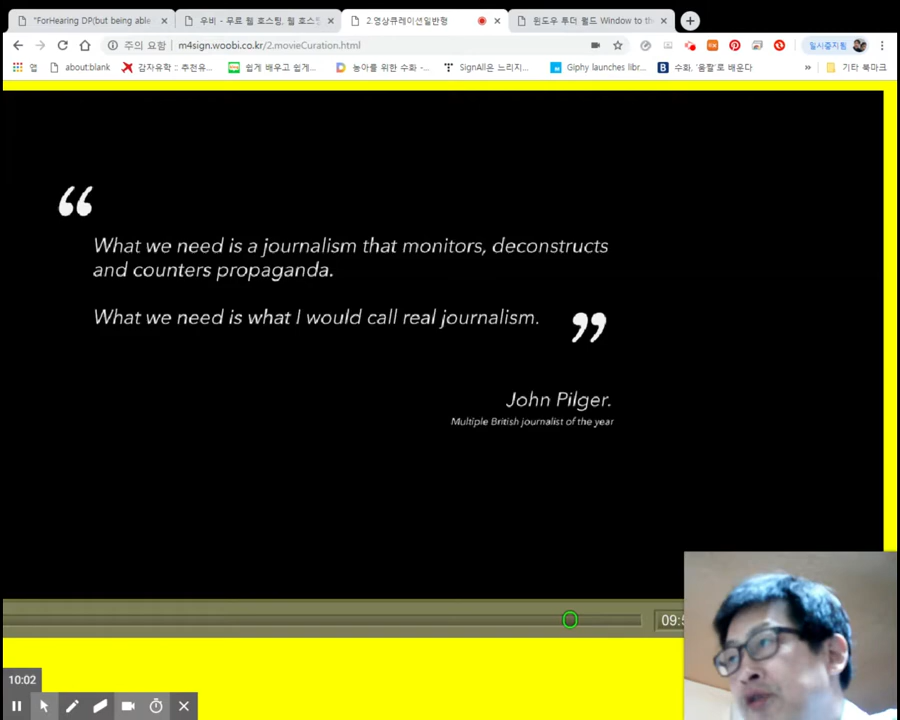 "ForHearing DP(but being able
우비 - 무료 웹 호스팅, 웹 호스팅
2.영상큐레이션일반형
윈도우 투더 월드 Window to the
주의 요함 | m4sign.woobi.co.kr/2.movieCuration.html
일시중지됨
앱
about:blank
감자유학 :: 추천유...
쉽게 배우고 쉽게...
농아를 위한 수화 -...
SignAll은 느리지...
Giphy launches libr...
수화, '움짤'로 배운다
»
기타 북마크
“
What we need is a journalism that monitors, deconstructs
and counters propaganda.
What we need is what I would call real journalism.
”
John Pilger.
Multiple British journalist of the year
09:5
10:02